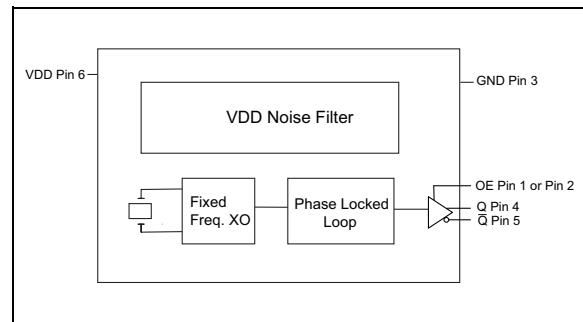 VDD Pin 6
GND Pin 3
VDD Noise Filter
OE Pin 1 or Pin 2
Fixed
Freq. XO
Phase Locked
Loop
Q Pin 4
Q̅ Pin 5